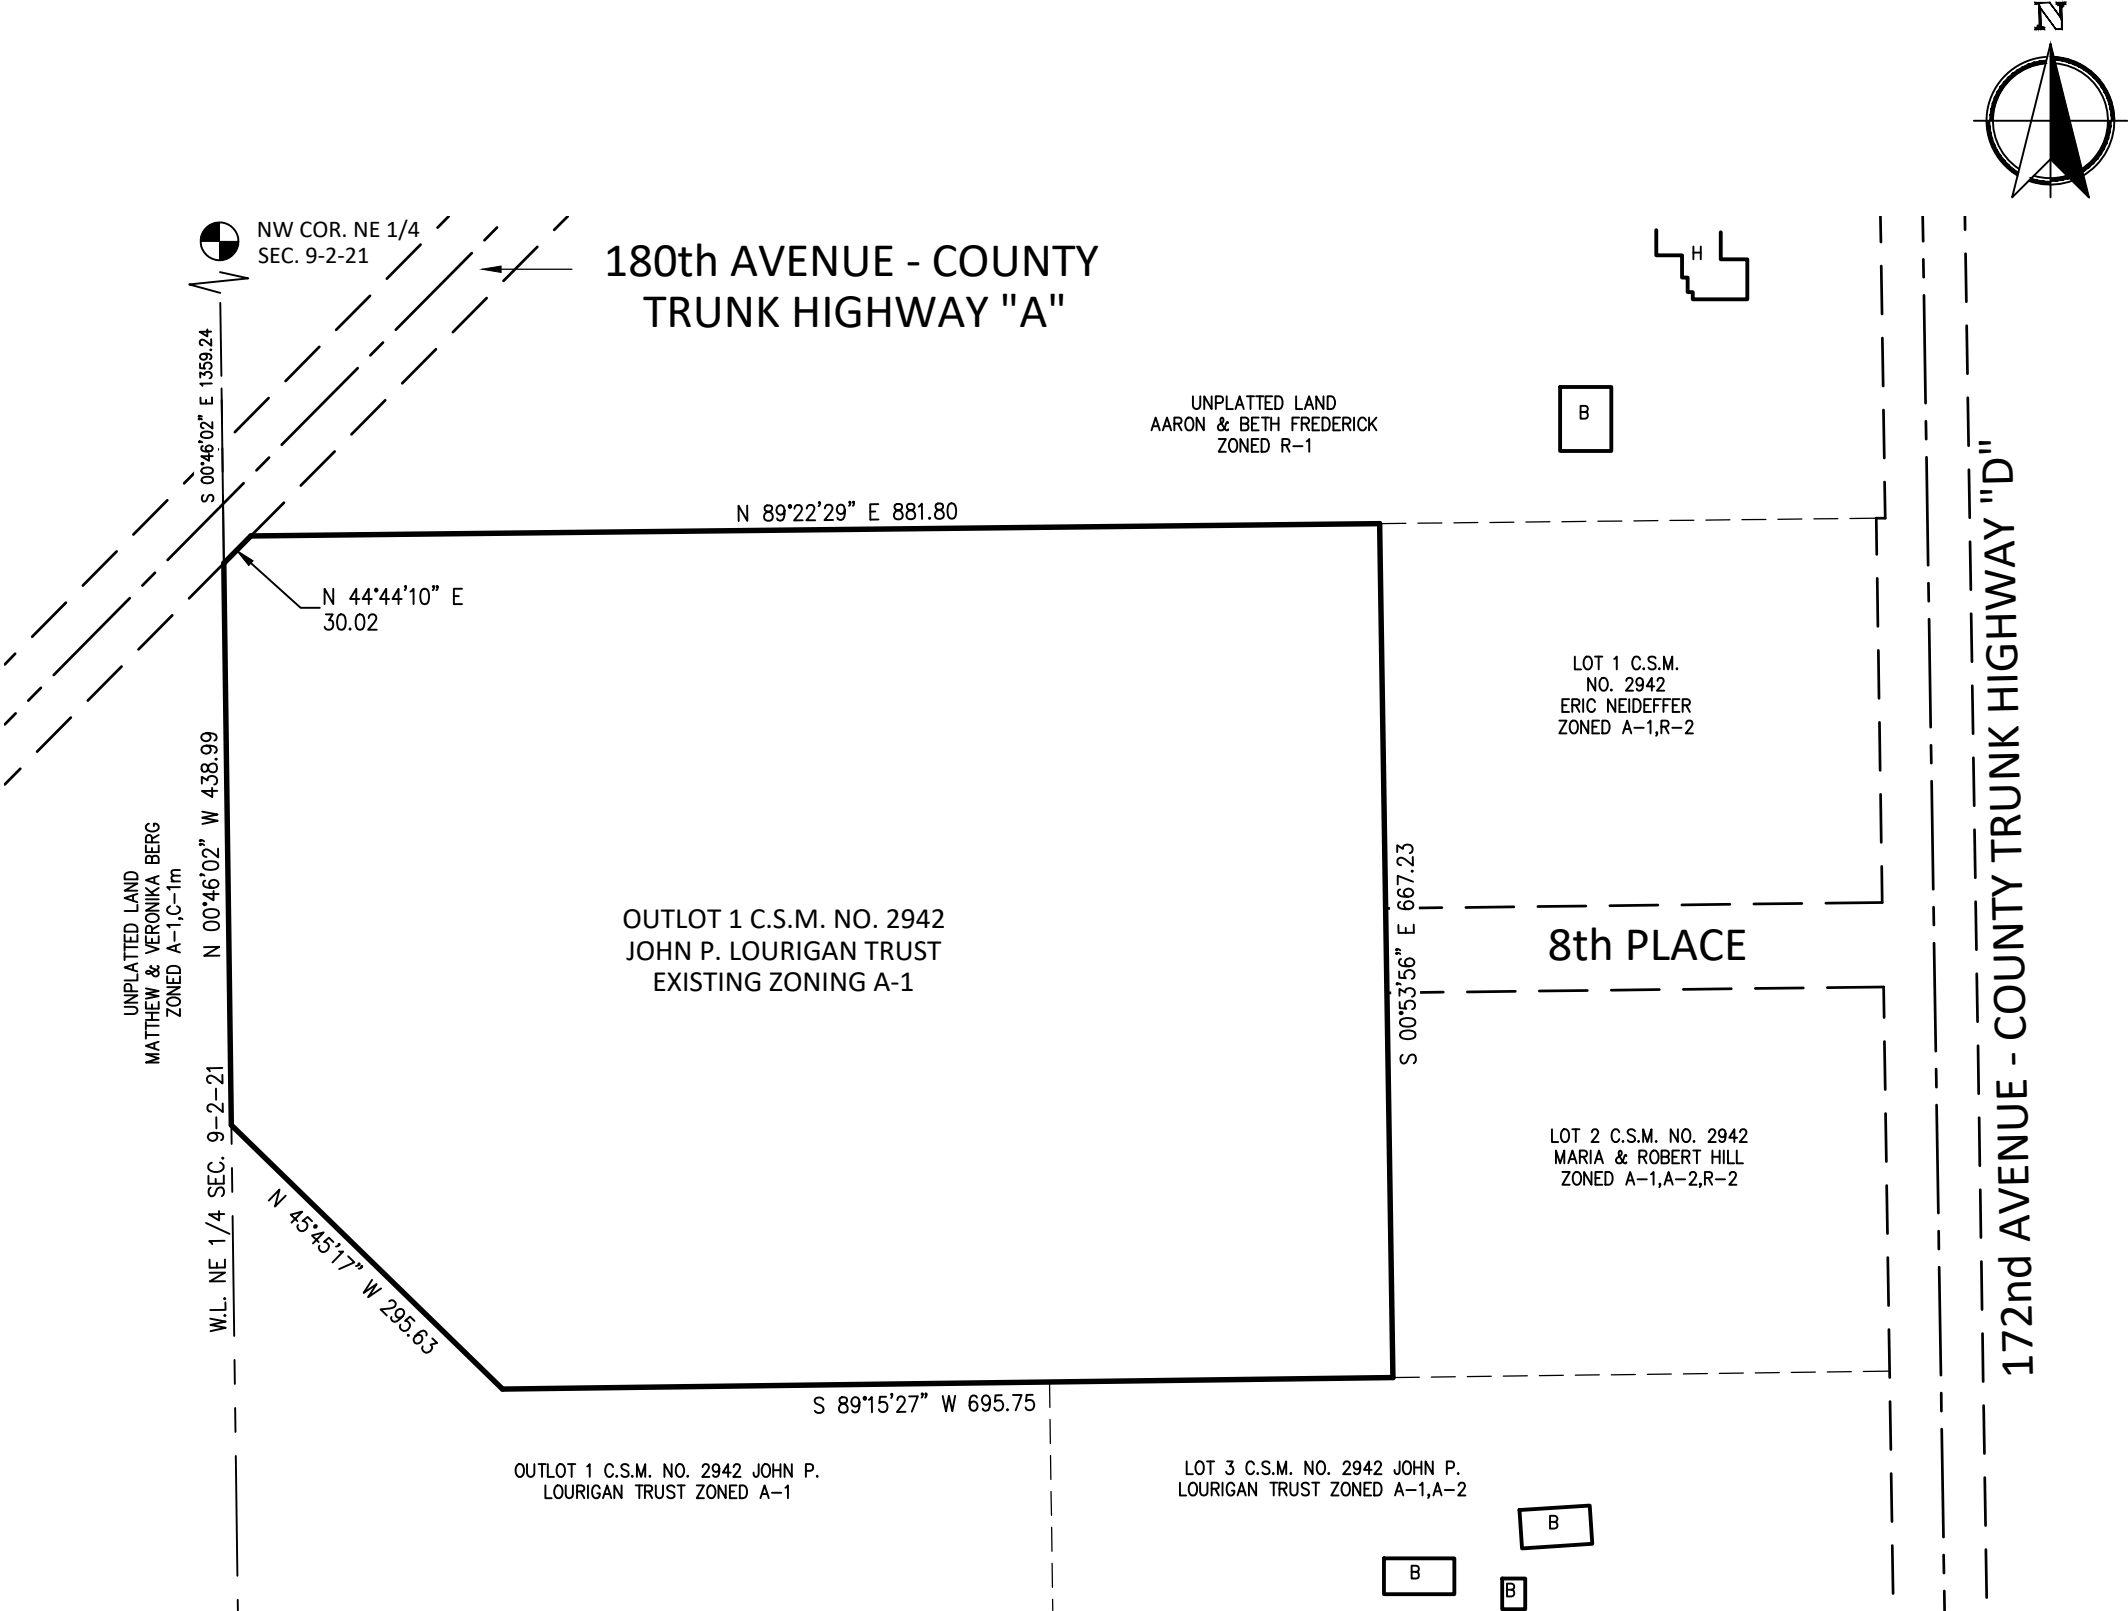 N
NW COR. NE 1/4
SEC. 9-2-21
180th AVENUE - COUNTY
TRUNK HIGHWAY "A"
H
S 00°46'02" E 1359.24
UNPLATTED LAND
AARON & BETH FREDERICK
ZONED R-1
B
N 89°22'29" E 881.80
N 44°44'10" E
30.02
LOT 1 C.S.M.
NO. 2942
ERIC NEIDEFFER
ZONED A-1,R-2
172nd AVENUE - COUNTY TRUNK HIGHWAY "D"
N 00°46'02" W 438.99
UNPLATTED LAND
MATTHEW & VERONIKA BERG
ZONED A-1,C-1m
OUTLOT 1 C.S.M. NO. 2942
JOHN P. LOURIGAN TRUST
EXISTING ZONING A-1
S 00°53'56" E 667.23
8th PLACE
W.L. NE 1/4 SEC. 9-2-21
LOT 2 C.S.M. NO. 2942
MARIA & ROBERT HILL
ZONED A-1,A-2,R-2
N 45°45'17" W 295.63
S 89°15'27" W 695.75
OUTLOT 1 C.S.M. NO. 2942 JOHN P.
LOURIGAN TRUST ZONED A-1
LOT 3 C.S.M. NO. 2942 JOHN P.
LOURIGAN TRUST ZONED A-1,A-2
B
B
B